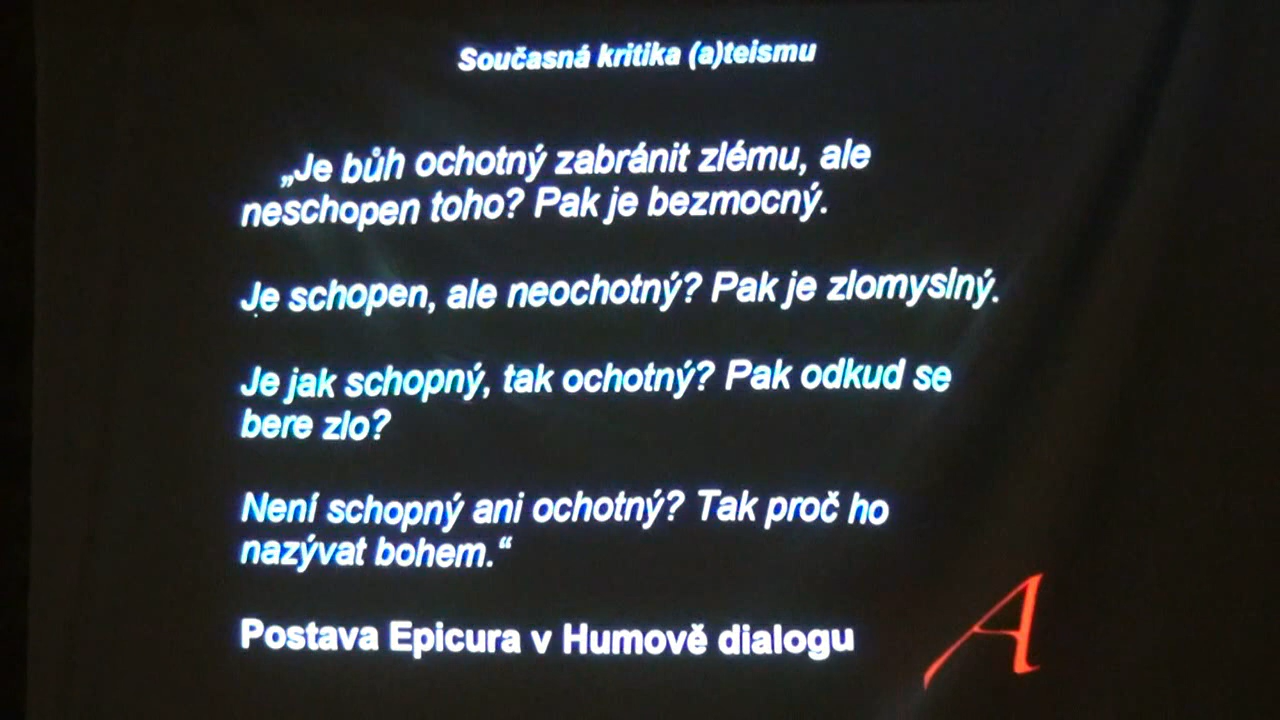 Současná kritika (a)teismu
„Je bůh ochotný zabránit zlému, ale
neschopen toho? Pak je bezmocný.
Je schopen, ale neochotný? Pak je zlomyslný.
Je jak schopný, tak ochotný? Pak odkud se
bere zlo?
Není schopný ani ochotný? Tak proč ho
nazývat bohem.“
Postava Epicura v Humově dialogu
A